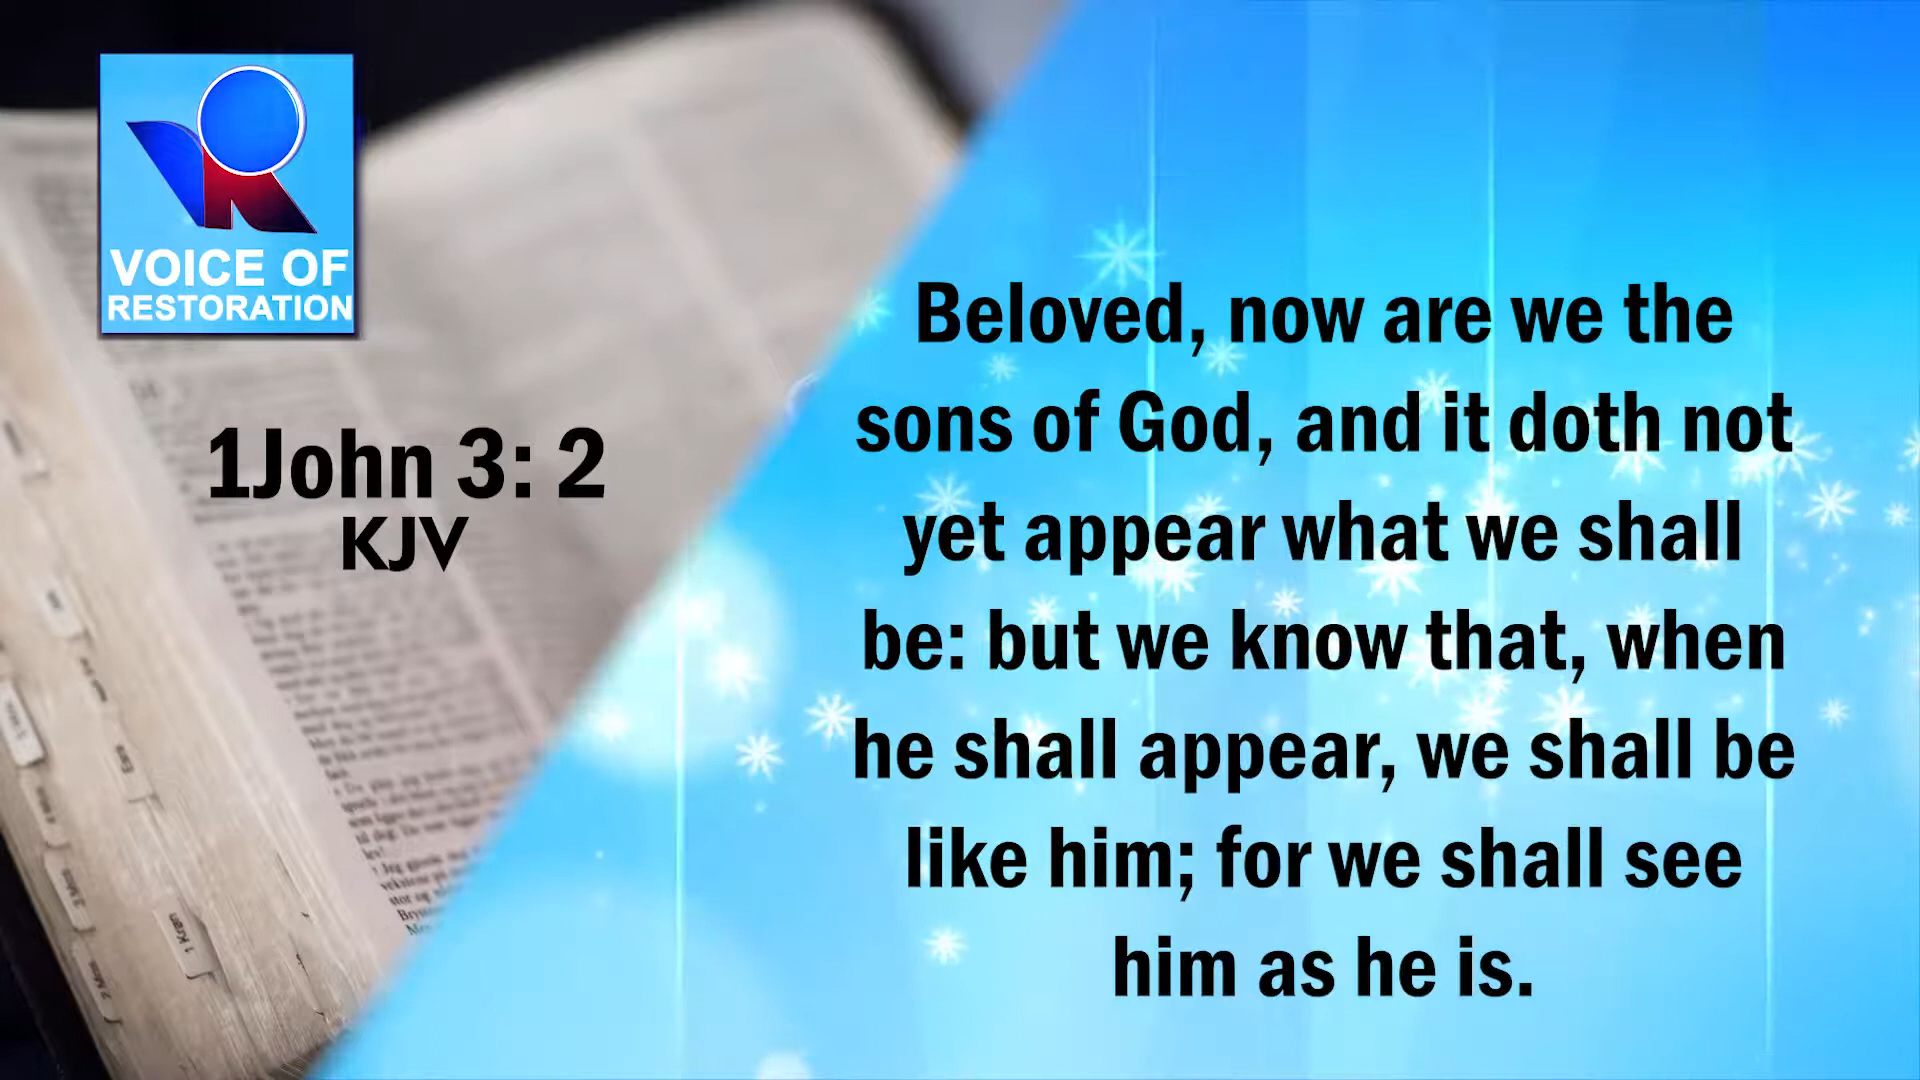 VOICE OF
RESTORATION
1John 3: 2
KJV
Beloved, now are we the
sons of God, and it doth not
yet appear what we shall
be: but we know that, when
he shall appear, we shall be
like him; for we shall see
him as he is.
1 Krøn